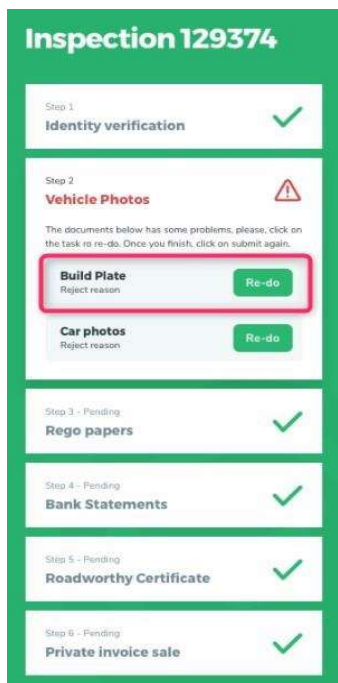 Inspection 129374
Step 1
Identity verification
Step 2
Vehicle Photos
The documents below has some problems, please, click on
the task ro re-do. Once you finish, click on submit again.
Build Plate
Reject reason
Re-do
Car photos
Reject reason
Re-do
Step 3 - Pending
Rego papers
Step 4 - Pending
Bank Statements
Step 5 - Pending
Roadworthy Certificate
Step 6 - Pending
Private invoice sale